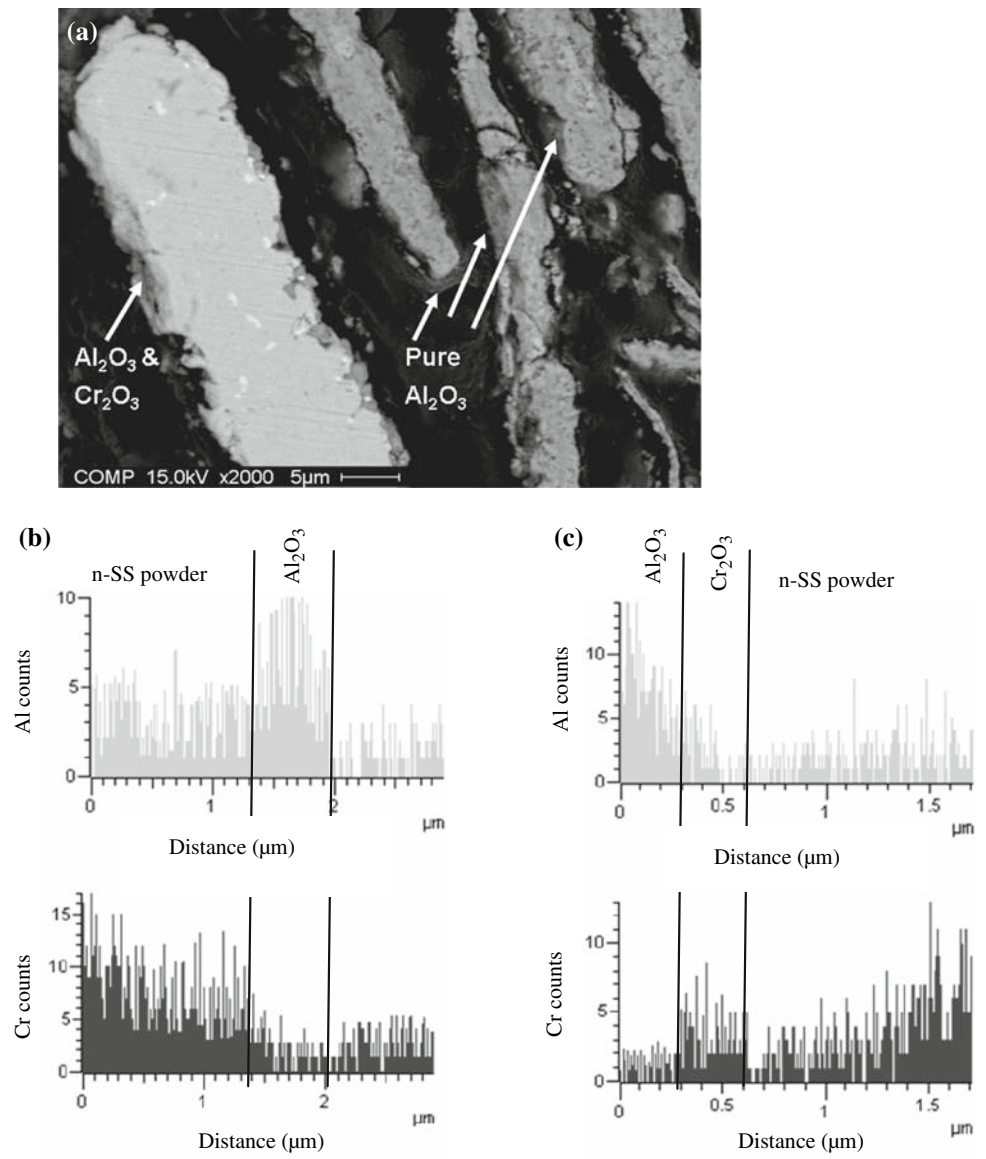 (a)
Al₂O₃ &
Cr₂O₃
Pure
Al₂O₃
COMP 15.0kV x2000 5µm
(b)
n-SS powder
Al₂O₃
Al counts
10
5
0
0 1 2
µm
Distance (µm)
Cr counts
15
10
5
0
0 1 2
µm
Distance (µm)
(c)
Al₂O₃
Cr₂O₃
n-SS powder
Al counts
10
5
0
0 0.5 1 1.5
µm
Distance (µm)
Cr counts
10
5
0
0 0.5 1 1.5
µm
Distance (µm)